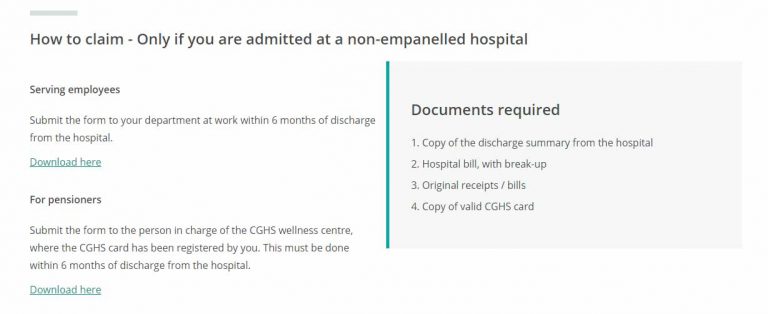 How to claim - Only if you are admitted at a non-empanelled hospital
Serving employees
Submit the form to your department at work within 6 months of discharge
from the hospital.
Download here
For pensioners
Submit the form to the person in charge of the CGHS wellness centre,
where the CGHS card has been registered by you. This must be done
within 6 months of discharge from the hospital.
Download here
Documents required
1. Copy of the discharge summary from the hospital
2. Hospital bill, with break-up
3. Original receipts / bills
4. Copy of valid CGHS card